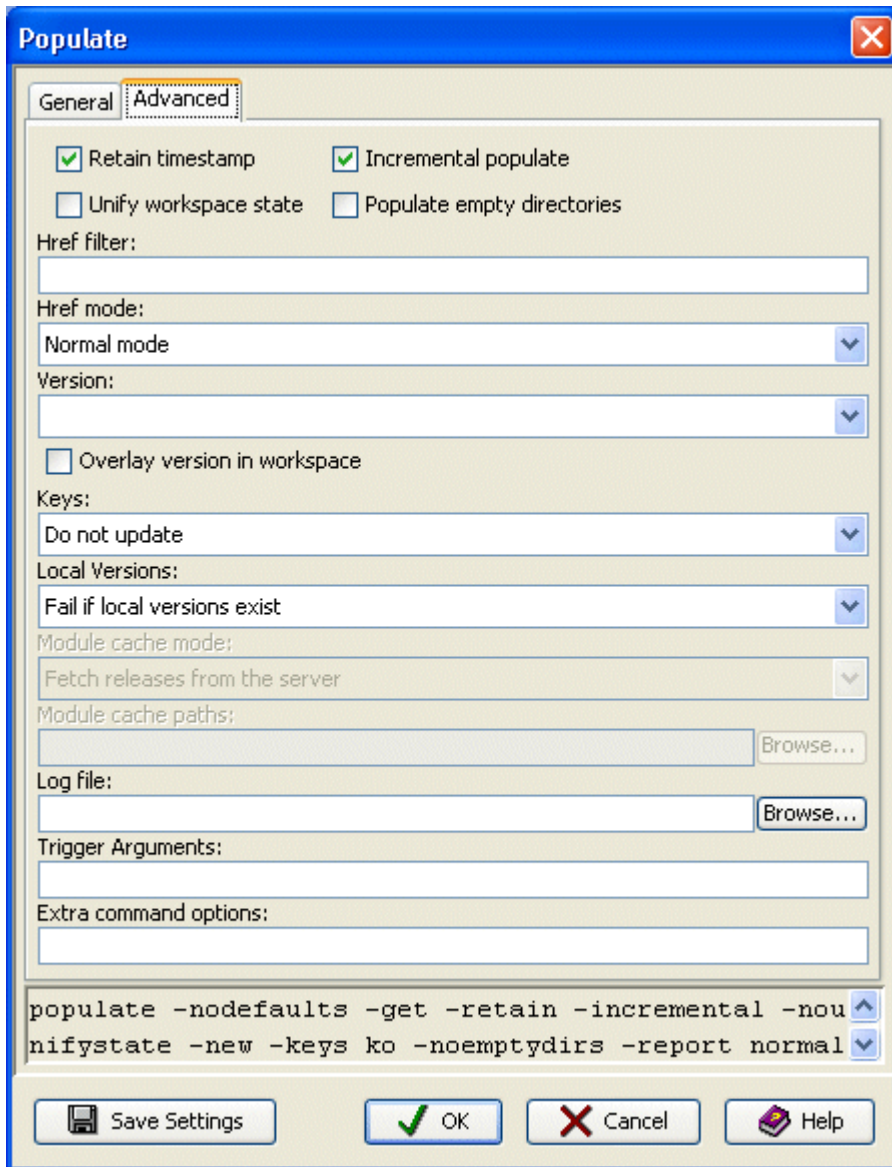 Populate
General Advanced
Retain timestamp Incremental populate
Unify workspace state Populate empty directories
Href filter:
Href mode:
Normal mode
Version:
Overlay version in workspace
Keys:
Do not update
Local Versions:
Fail if local versions exist
Module cache mode:
Fetch releases from the server
Module cache paths:
Browse...
Log file:
Browse...
Trigger Arguments:
Extra command options:
populate -nodefaults -get -retain -incremental -nou
nifystate -new -keys ko -noemptydirs -report normal
Save Settings OK Cancel Help